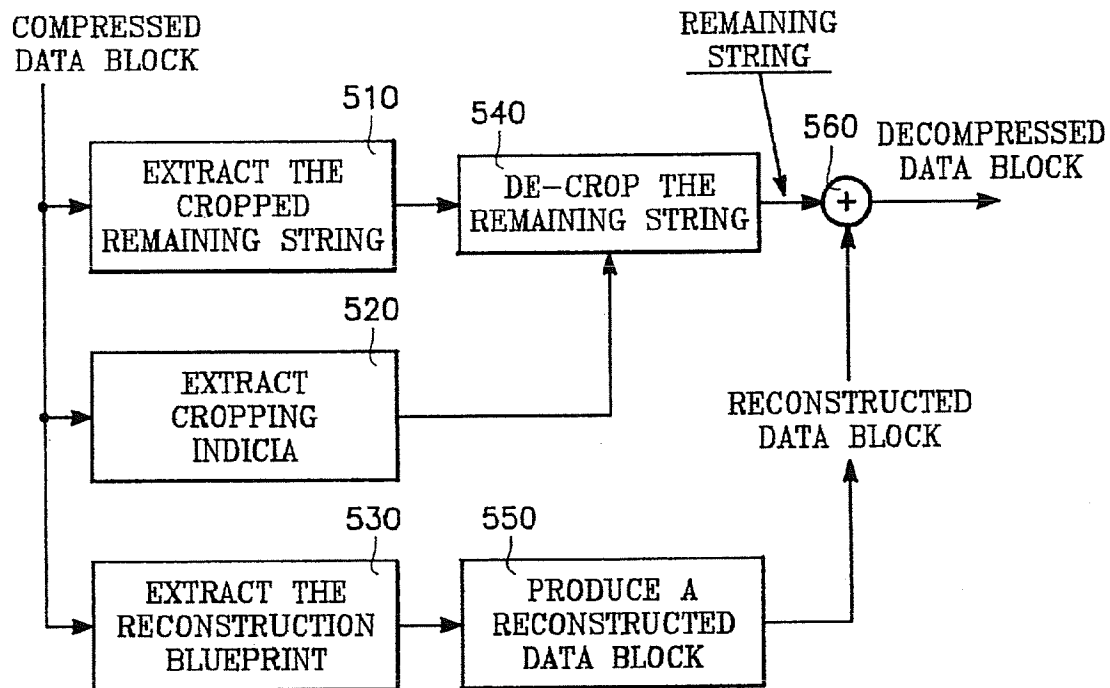 COMPRESSED
DATA BLOCK
REMAINING
STRING
510
540
560
DECOMPRESSED
DATA BLOCK
EXTRACT THE
CROPPED
REMAINING STRING
DE-CROP THE
REMAINING STRING
+
520
EXTRACT
CROPPING
INDICIA
RECONSTRUCTED
DATA BLOCK
530
550
EXTRACT THE
RECONSTRUCTION
BLUEPRINT
PRODUCE A
RECONSTRUCTED
DATA BLOCK